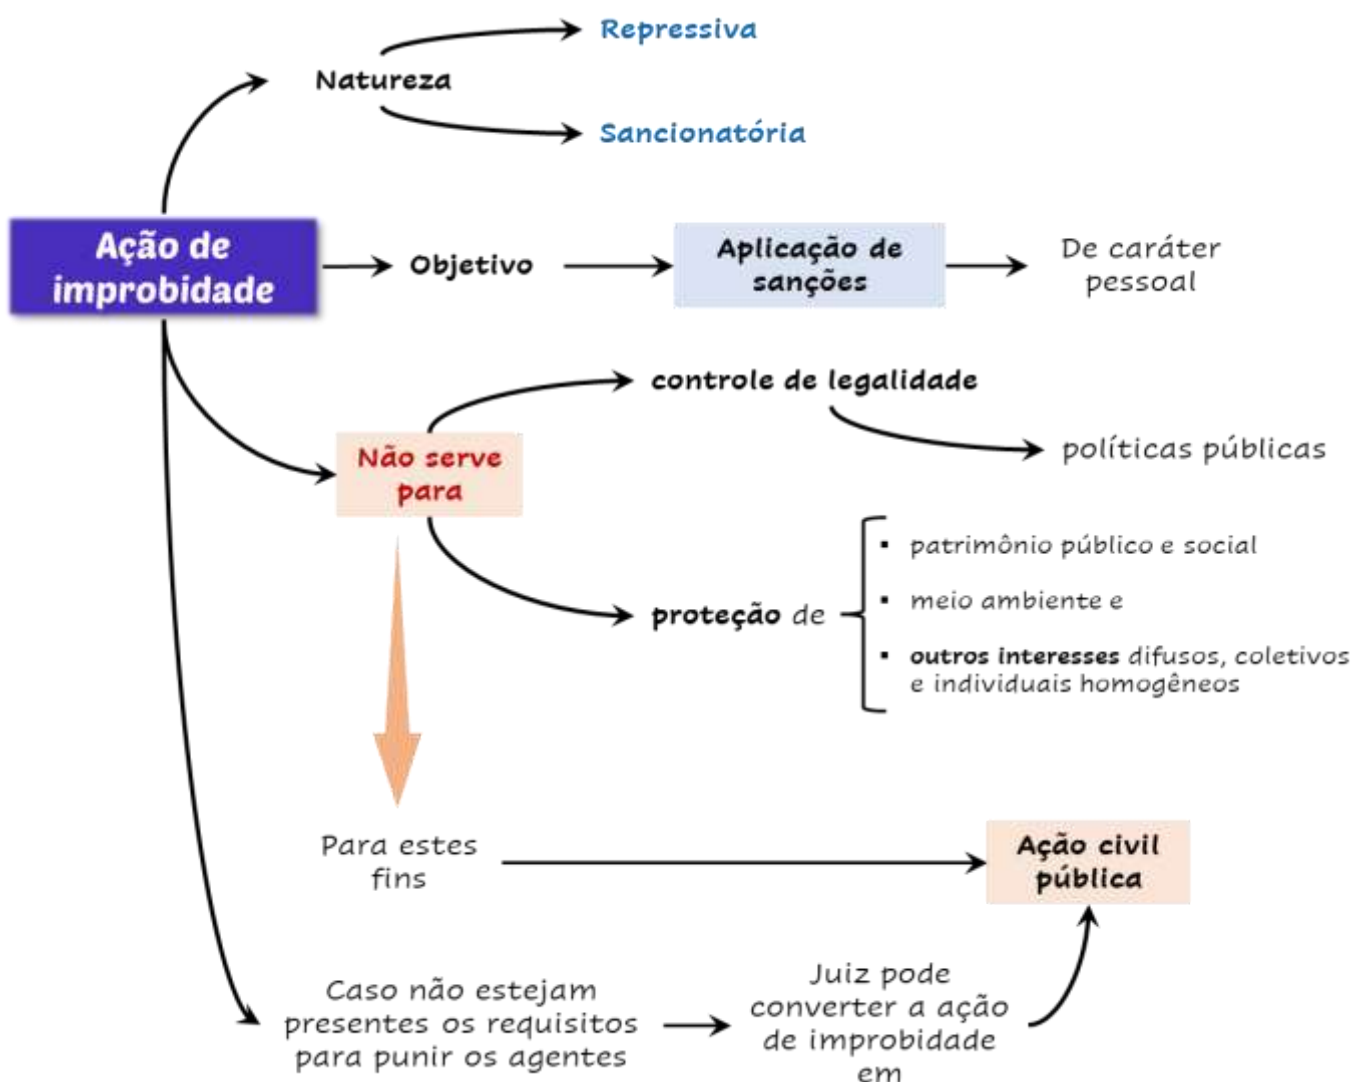 Repressiva
Natureza
Sancionatória
Ação de
improbidade
Objetivo
Aplicação de
sanções
De caráter
pessoal
controle de legalidade
políticas públicas
Não serve
para
proteção de
▪ patrimônio público e social
▪ meio ambiente e
▪ outros interesses difusos, coletivos
e individuais homogêneos
Para estes
fins
Ação civil
pública
Caso não estejam
presentes os requisitos
para punir os agentes
Juiz pode
converter a ação
de improbidade
em